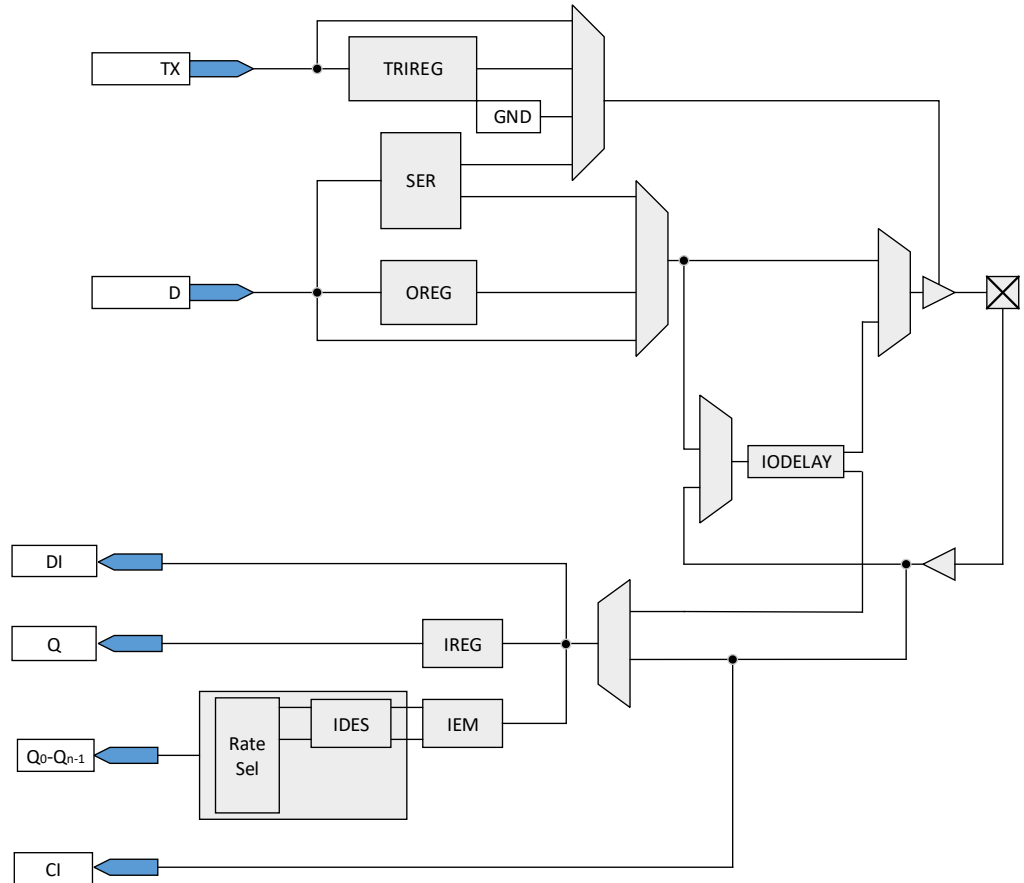 TX
TRIREG
GND
SER
D
OREG
IODELAY
DI
Q
IREG
IDES
IEM
Rate
Sel
Q0-Qn-1
CI